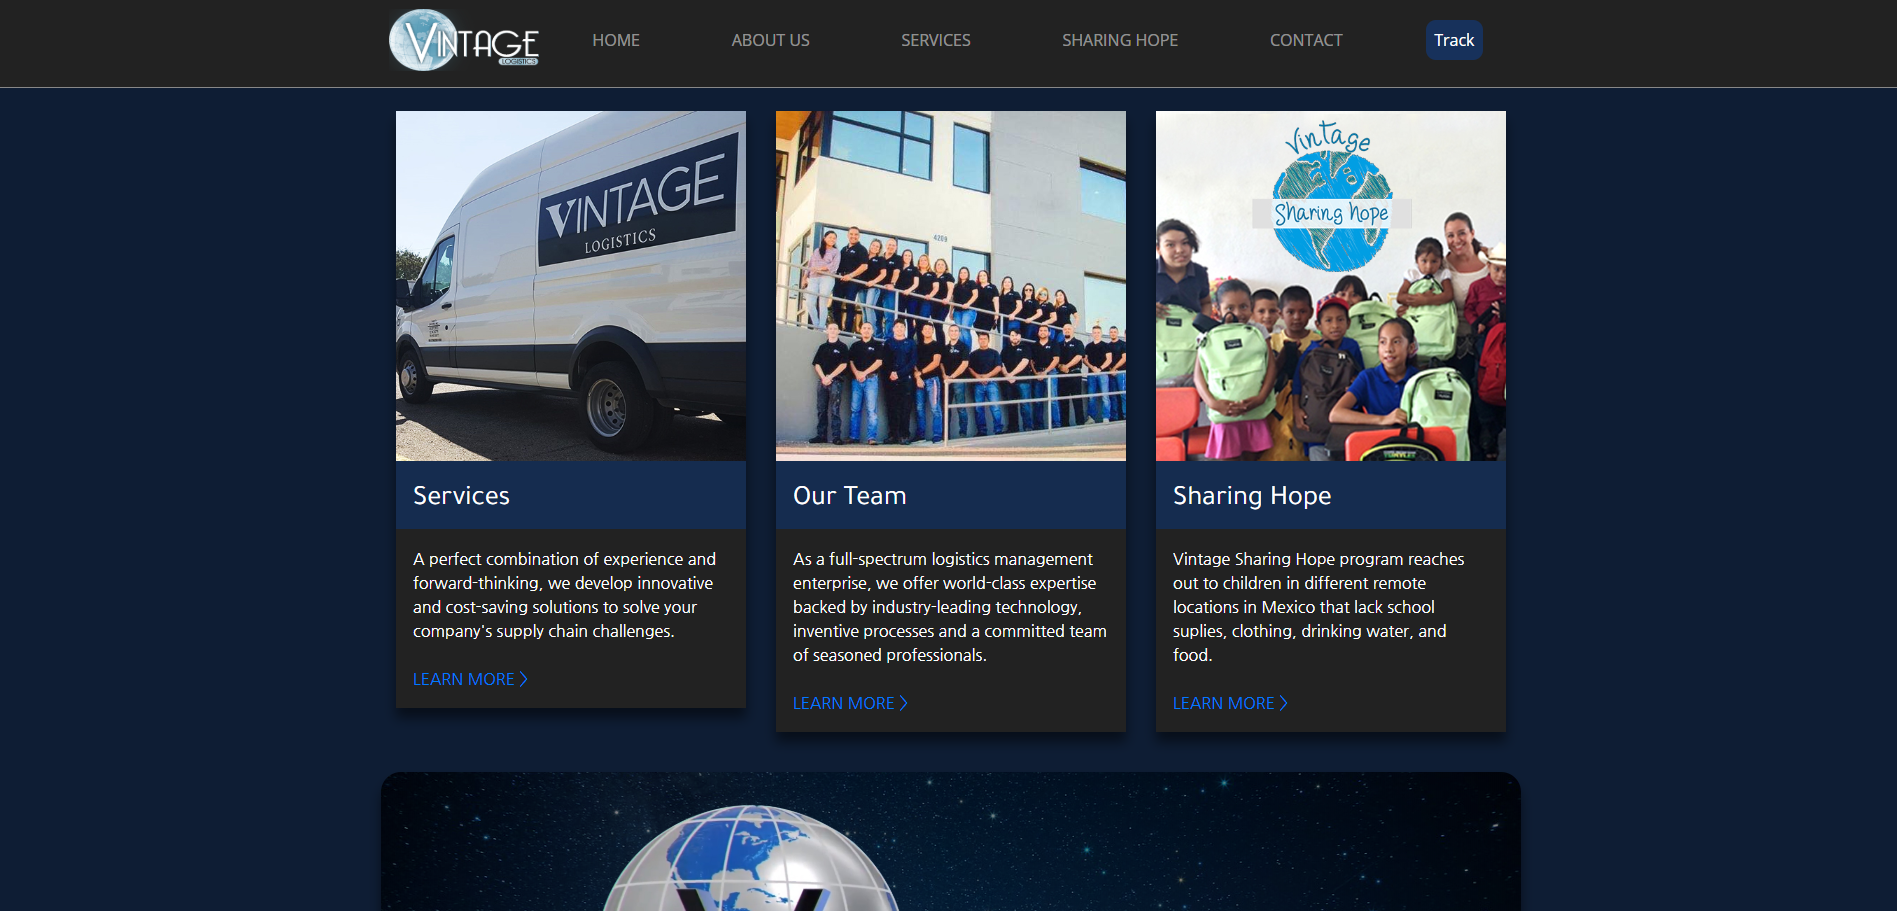 VINTAGE
LOGISTICS
HOME
ABOUT US
SERVICES
SHARING HOPE
CONTACT
Track
VINTAGE
LOGISTICS
4209
Vintage
Sharing hope
Services
A perfect combination of experience and
forward-thinking, we develop innovative
and cost-saving solutions to solve your
company's supply chain challenges.
LEARN MORE
Our Team
As a full-spectrum logistics management
enterprise, we offer world-class expertise
backed by industry-leading technology,
inventive processes and a committed team
of seasoned professionals.
LEARN MORE
Sharing Hope
Vintage Sharing Hope program reaches
out to children in different remote
locations in Mexico that lack school
suplies, clothing, drinking water, and
food.
LEARN MORE
V